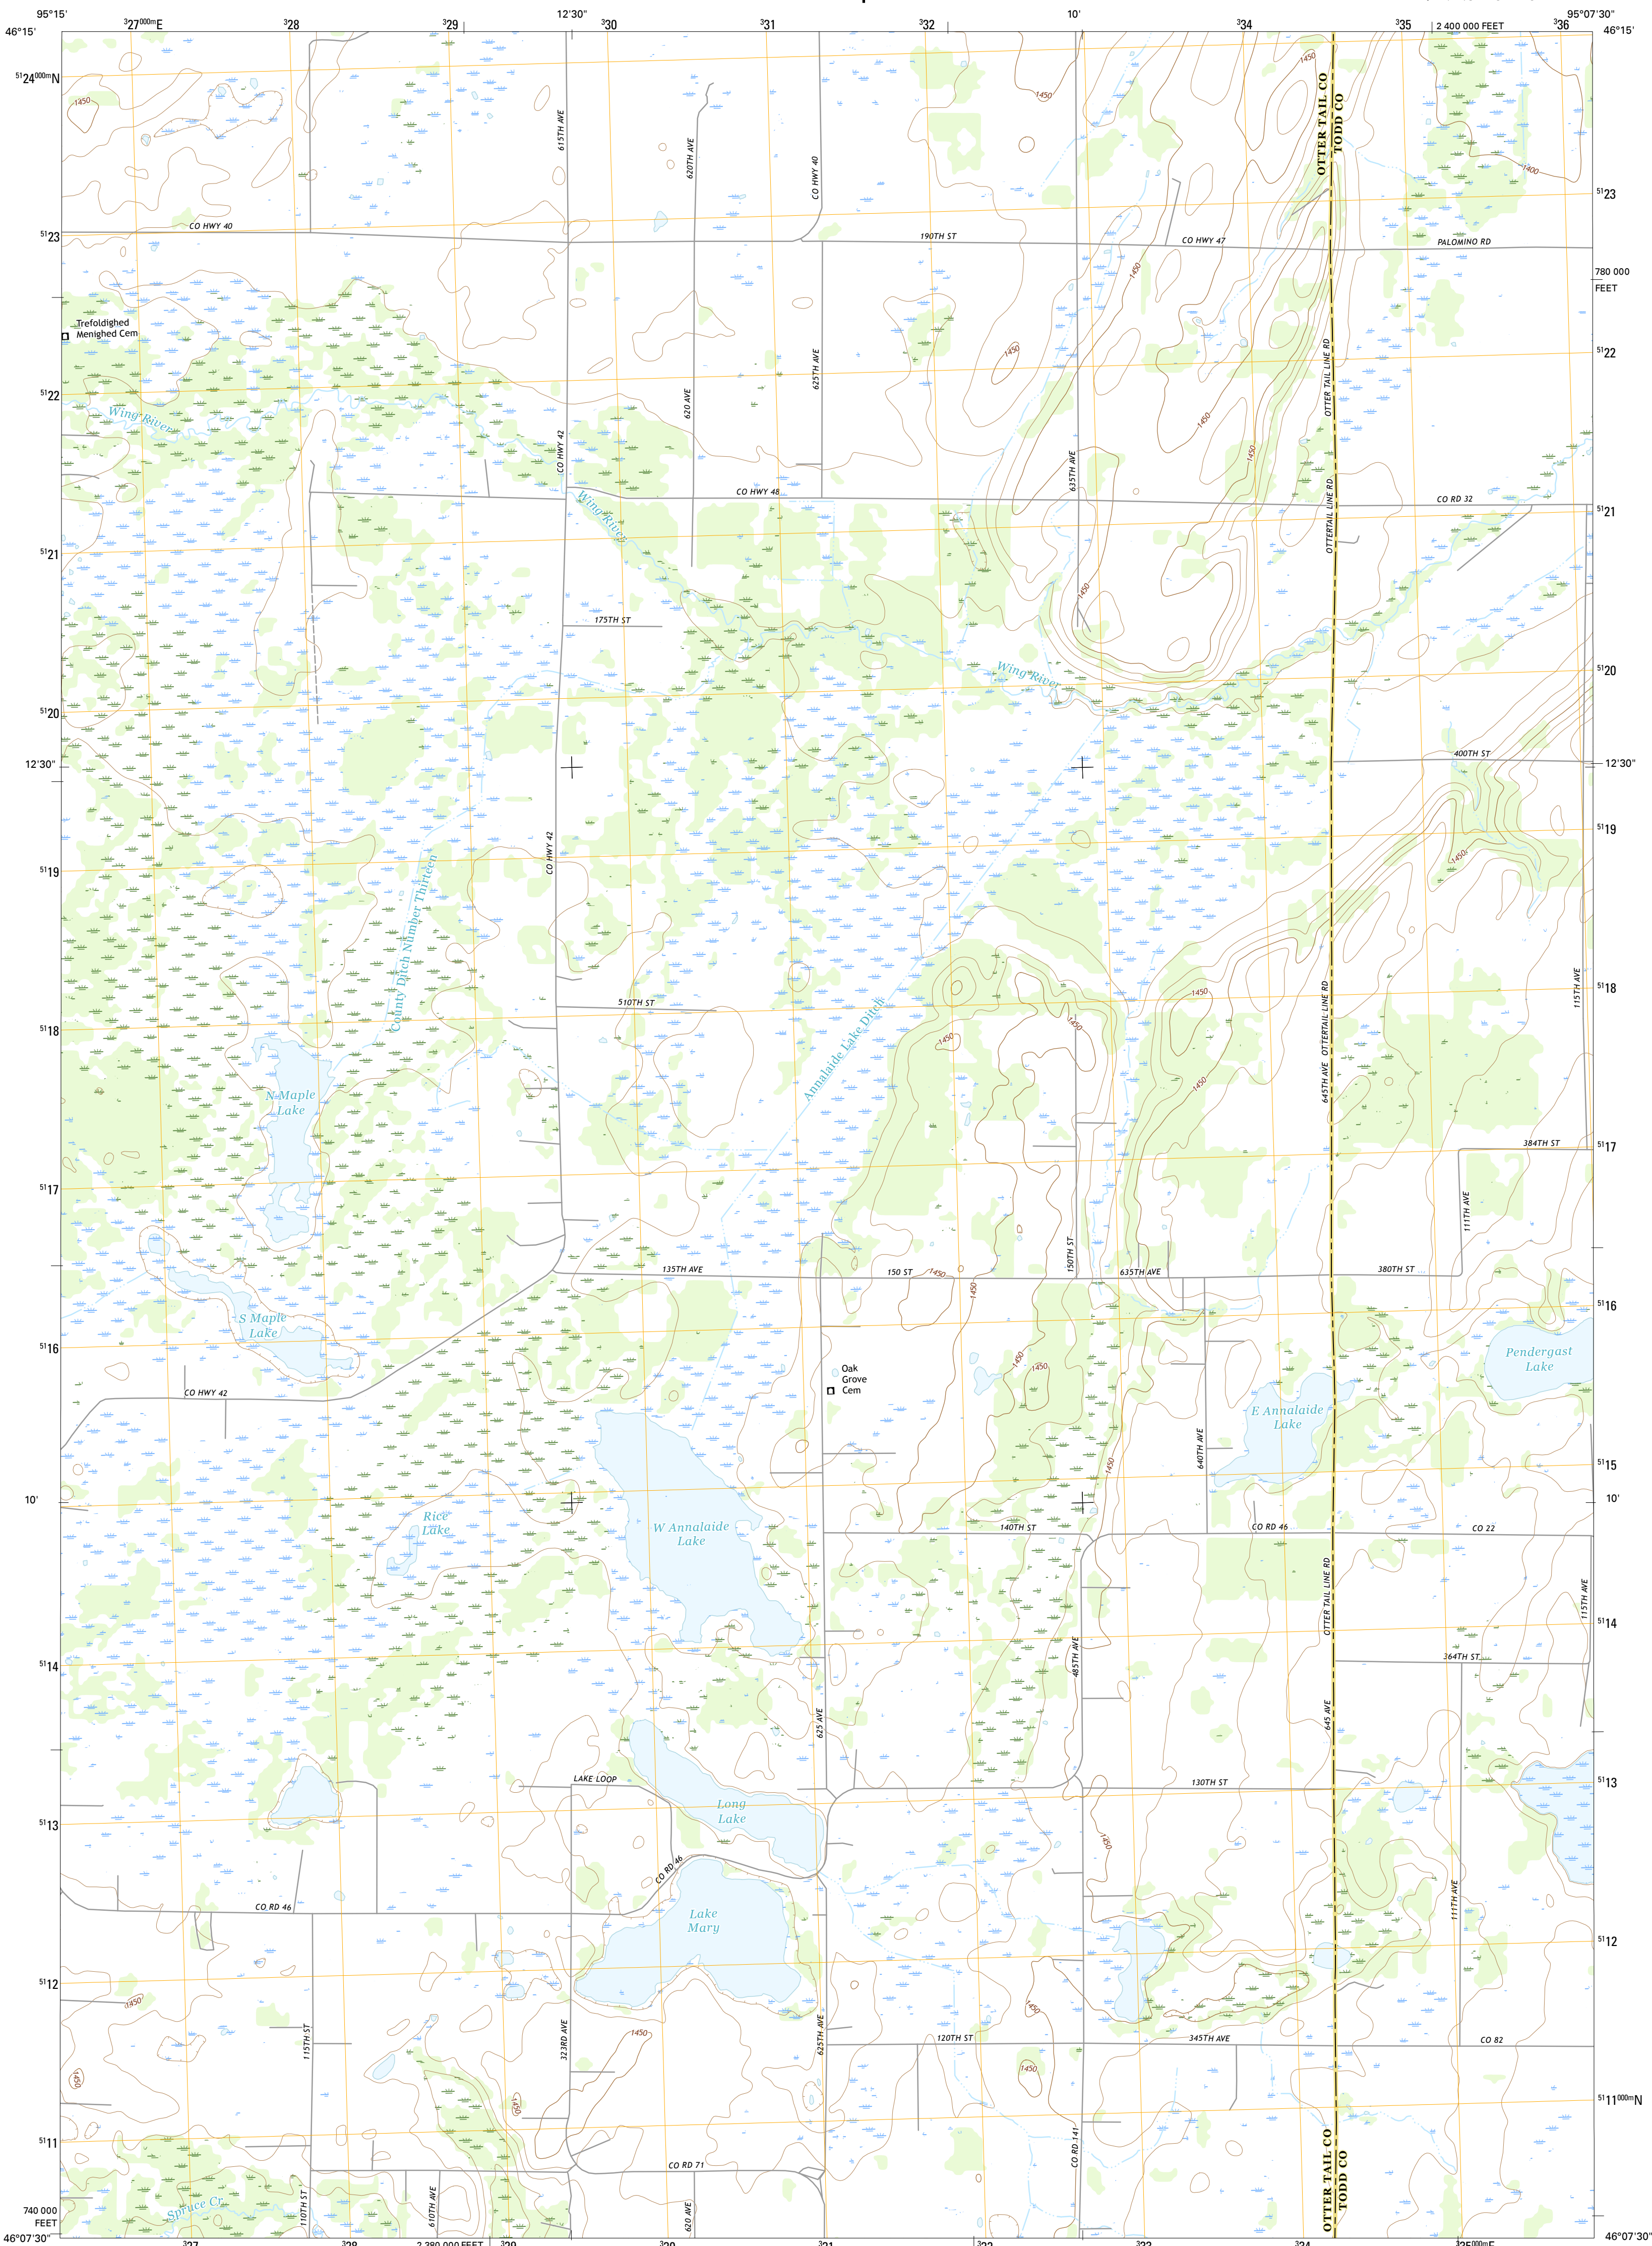 95°15'
³27⁰⁰⁰ᵐE
³28
³29
12'30"
³30
³31
³32
10'
³34
³35
2 400 000 FEET
³36
95°07'30"
46°15'
46°15'
⁵¹24⁰⁰⁰ᵐN
1450
1450
1450
OTTER TAIL CO
TODD CO
615TH AVE
620TH AVE
CO HWY 40
1400
⁵¹23
CO HWY 40
⁵¹23
190TH ST
CO HWY 47
PALOMINO RD
1450
780 000
FEET
Trefoldighed
Menighed Cem
1450
625TH AVE
OTTER TAIL LINE RD
⁵¹22
⁵¹22
620 AVE
Wing River
1450
1450
CO HWY 42
635TH AVE
CO HWY 48
CO RD 32
Wing River
OTTERTAIL LINE RD
⁵¹21
⁵¹21
1450
175TH ST
Wing River
⁵¹20
⁵¹20
400TH ST
12'30"
12'30"
⁵¹19
CO HWY 42
1450
⁵¹19
County Ditch Number Thirteen
510TH ST
1450
115TH AVE
⁵¹18
⁵¹18
Annalaide Lake Ditch
1450
1450
645TH AVE
OTTERTAIL LINE RD
1450
N Maple
Lake
384TH ST
⁵¹17
⁵¹17
111TH AVE
150TH ST
135TH AVE
150 ST
1450
635TH AVE
380TH ST
1450
⁵¹16
S Maple
Lake
⁵¹16
Pendergast
Lake
Oak
Grove
Cem
1450
1450
CO HWY 42
E Annalaide
Lake
640TH AVE
1450
⁵¹15
10'
10'
Rice
Lake
W Annalaide
Lake
140TH ST
CO RD 46
CO 22
OTTER TAIL LINE RD
115TH AVE
⁵¹14
⁵¹14
485TH AVE
364TH ST
625 AVE
645 AVE
LAKE LOOP
130TH ST
⁵¹13
⁵¹13
Long
Lake
1450
CO RD 46
CO RD 46
111TH AVE
Lake
Mary
⁵¹12
⁵¹12
1450
1450
115TH ST
323RD AVE
1450
625TH AVE
120TH ST
345TH AVE
CO 82
1450
1450
1450
⁵¹11⁰⁰⁰ᵐN
⁵¹11
CO RD 141
CO RD 71
OTTER TAIL CO
TODD CO
Spruce Cr
110TH ST
610TH AVE
620 AVE
740 000
FEET
46°07'30"
46°07'30"
³27
³28
2 380 000 FEET
³29
³30
³31
³32
³33
³34
³35⁰⁰⁰ᵐE